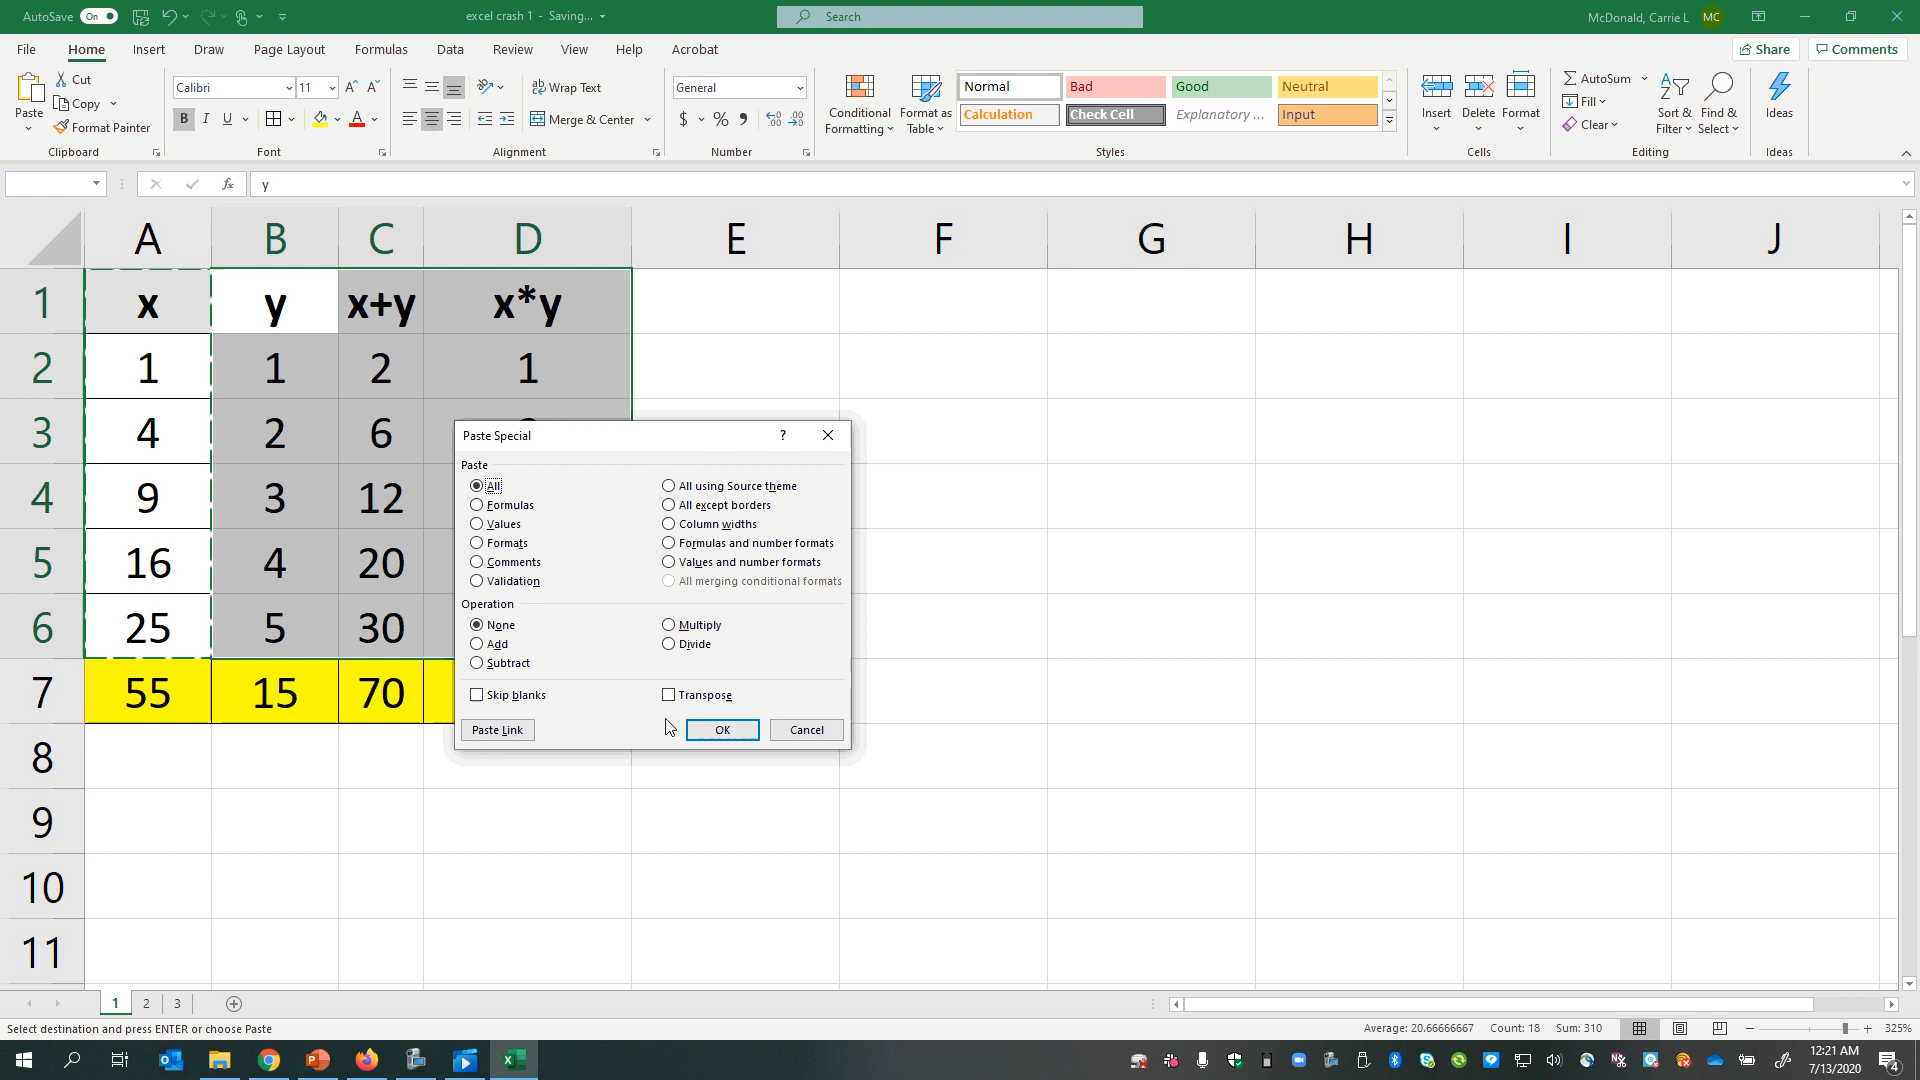 AutoSave On excel crash 1 - Saving... Search McDonald, Carrie L MC
File Home Insert Draw Page Layout Formulas Data Review View Help Acrobat Share Comments
Paste Cut Copy Format Painter Clipboard
Calibri 11 B I U A Font
Wrap Text Merge & Center Alignment
General $ % Number
Conditional Formatting Format as Table Normal Bad Good Neutral
Calculation Check Cell Explanatory ... Input Styles
Insert Delete Format Cells
AutoSum Fill Clear Sort & Filter Find & Select Editing
Ideas Ideas
fx y
A B C D E F G H I J
1 x y x+y x*y
2 1 1 2 1
3 4 2 6
4 9 3 12
5 16 4 20
6 25 5 30
7 55 15 70
8
9
10
11
Paste Special ?
Paste
All All using Source theme
Formulas All except borders
Values Column widths
Formats Formulas and number formats
Comments Values and number formats
Validation All merging conditional formats
Operation
None Multiply
Add Divide
Subtract
Skip blanks Transpose
Paste Link OK Cancel
1 2 3
Select destination and press ENTER or choose Paste Average: 20.66666667 Count: 18 Sum: 310 325%
12:21 AM
7/13/2020 4